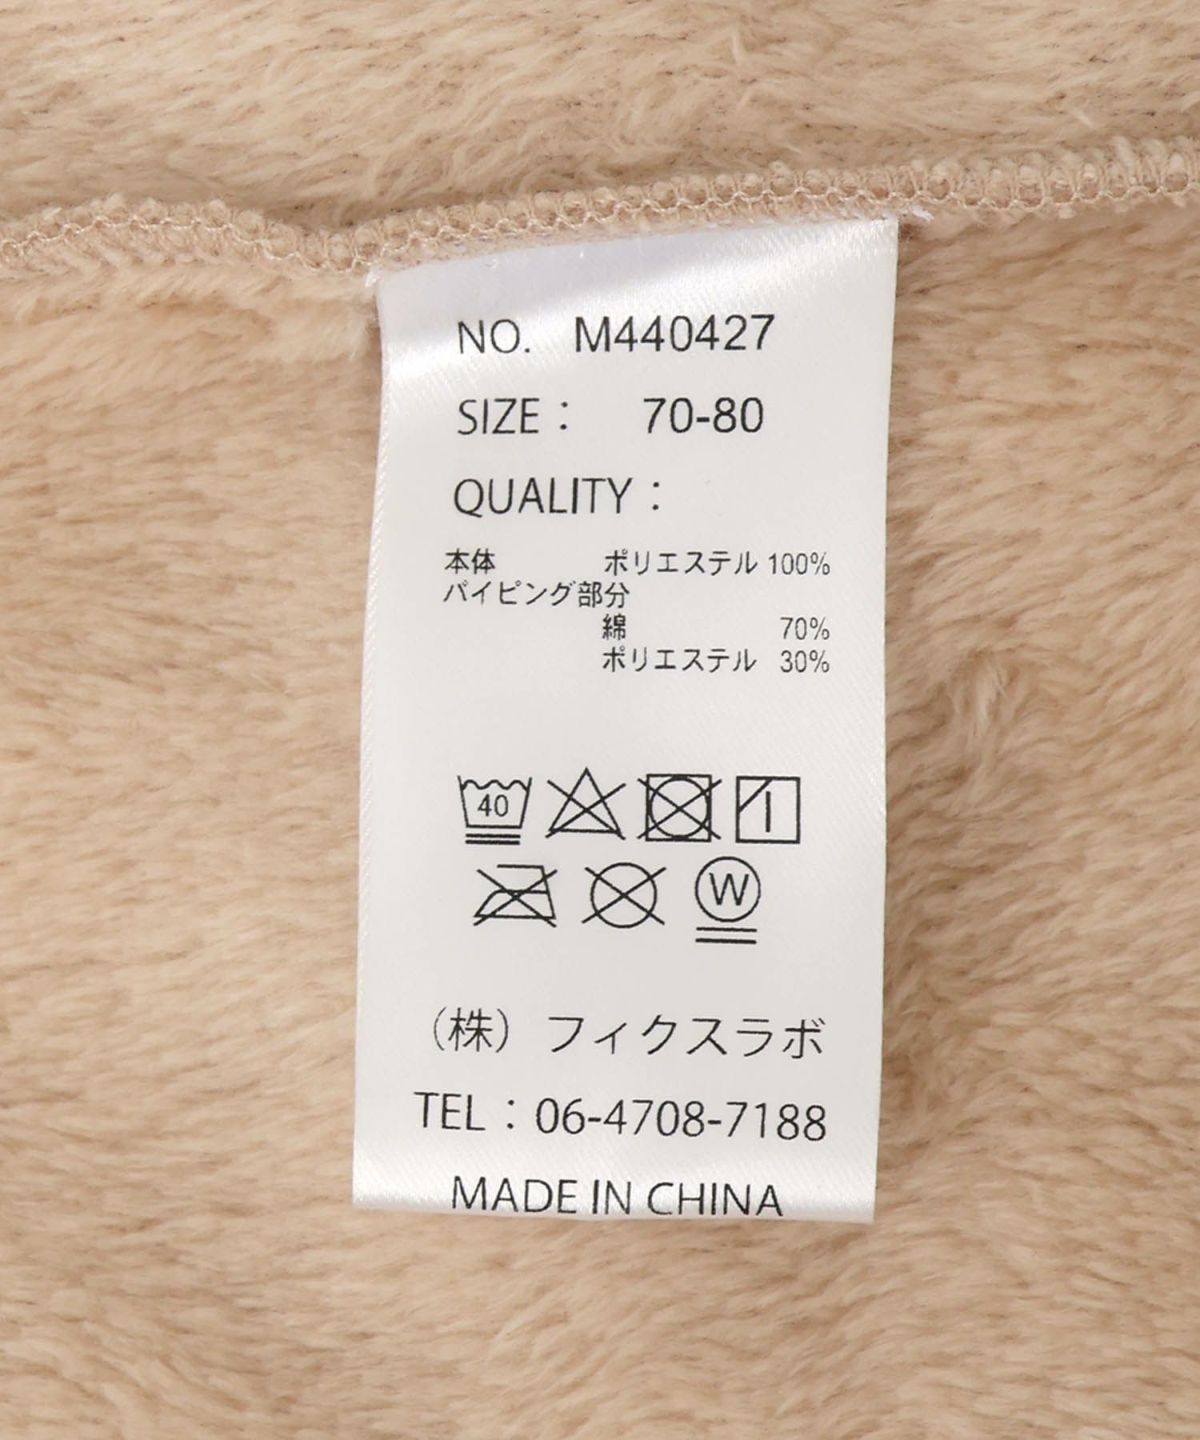 NO. M440427
SIZE： 70-80
QUALITY：
本体 ポリエステル 100%
パイピング部分
綿 70%
ポリエステル 30%
40
W
（株）フィクスラボ
TEL：06-4708-7188
MADE IN CHINA